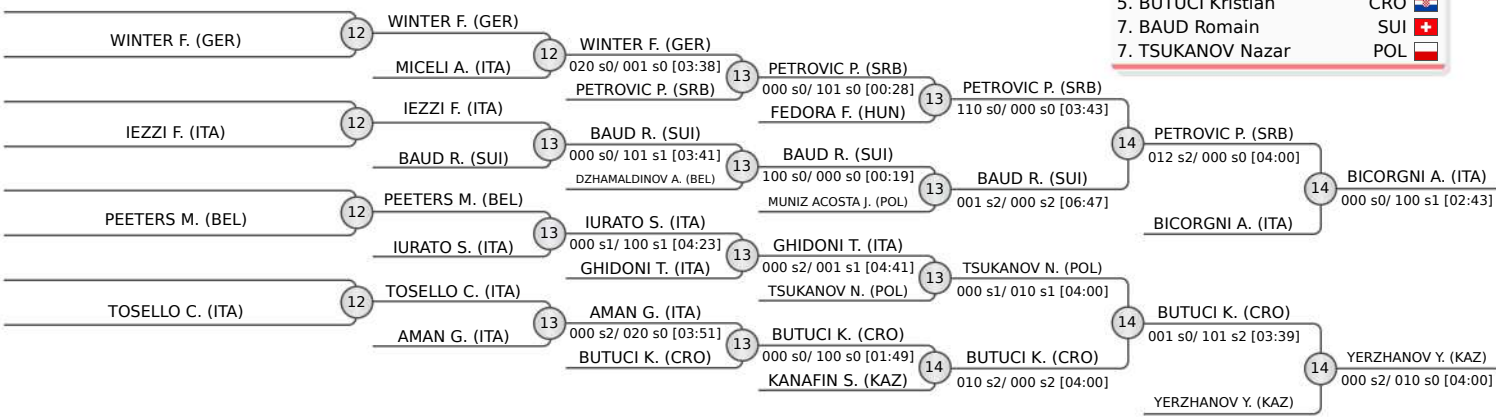 5. BUTUCI Kristian CRO
7. BAUD Romain SUI
7. TSUKANOV Nazar POL
WINTER F. (GER)
12
IEZZI F. (ITA)
12
PEETERS M. (BEL)
12
TOSELLO C. (ITA)
12
WINTER F. (GER)
12
MICELI A. (ITA)
IEZZI F. (ITA)
13
BAUD R. (SUI)
PEETERS M. (BEL)
13
IURATO S. (ITA)
TOSELLO C. (ITA)
13
AMAN G. (ITA)
WINTER F. (GER)
020 s0/ 001 s0 [03:38]
13
PETROVIC P. (SRB)
BAUD R. (SUI)
000 s0/ 101 s1 [03:41]
13
DZHAMALDINOV A. (BEL)
IURATO S. (ITA)
000 s1/ 100 s1 [04:23]
13
GHIDONI T. (ITA)
AMAN G. (ITA)
000 s2/ 020 s0 [03:51]
13
BUTUCI K. (CRO)
PETROVIC P. (SRB)
000 s0/ 101 s0 [00:28]
13
FEDORA F. (HUN)
BAUD R. (SUI)
100 s0/ 000 s0 [00:19]
13
MUNIZ ACOSTA J. (POL)
GHIDONI T. (ITA)
000 s2/ 001 s1 [04:41]
13
TSUKANOV N. (POL)
BUTUCI K. (CRO)
000 s0/ 100 s0 [01:49]
14
KANAFIN S. (KAZ)
PETROVIC P. (SRB)
110 s0/ 000 s0 [03:43]
14
BAUD R. (SUI)
001 s2/ 000 s2 [06:47]
TSUKANOV N. (POL)
000 s1/ 010 s1 [04:00]
14
BUTUCI K. (CRO)
010 s2/ 000 s2 [04:00]
PETROVIC P. (SRB)
012 s2/ 000 s0 [04:00]
14
BICORGNI A. (ITA)
BUTUCI K. (CRO)
001 s0/ 101 s2 [03:39]
14
YERZHANOV Y. (KAZ)
BICORGNI A. (ITA)
000 s0/ 100 s1 [02:43]
YERZHANOV Y. (KAZ)
000 s2/ 010 s0 [04:00]